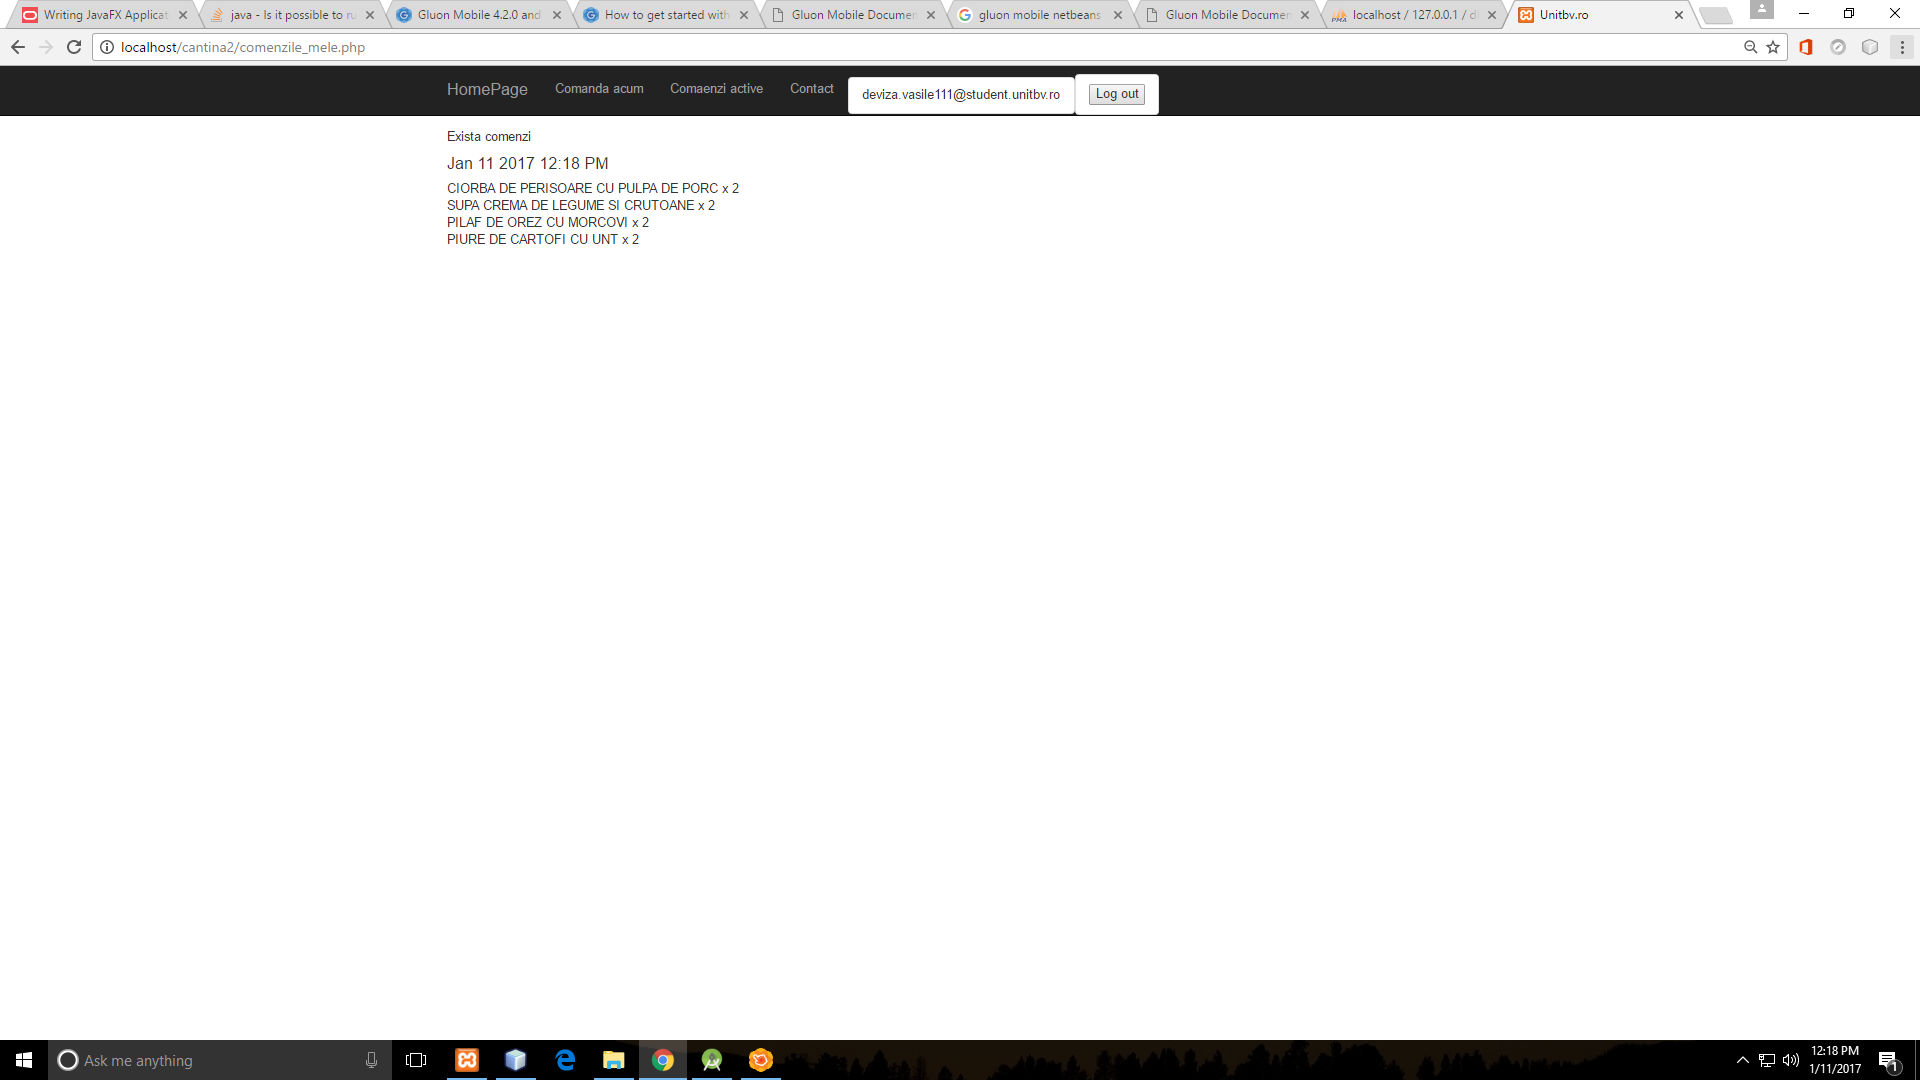 Writing JavaFX Applicat
java - Is it possible to ru
Gluon Mobile 4.2.0 and
How to get started with
Gluon Mobile Documen
gluon mobile netbeans
Gluon Mobile Documen
localhost / 127.0.0.1 / d
Unitbv.ro
localhost/cantina2/comenzile_mele.php
HomePage
Comanda acum
Comaenzi active
Contact
deviza.vasile111@student.unitbv.ro
Log out
Exista comenzi
Jan 11 2017 12:18 PM
CIORBA DE PERISOARE CU PULPA DE PORC x 2
SUPA CREMA DE LEGUME SI CRUTOANE x 2
PILAF DE OREZ CU MORCOVI x 2
PIURE DE CARTOFI CU UNT x 2
Ask me anything
12:18 PM
1/11/2017
1